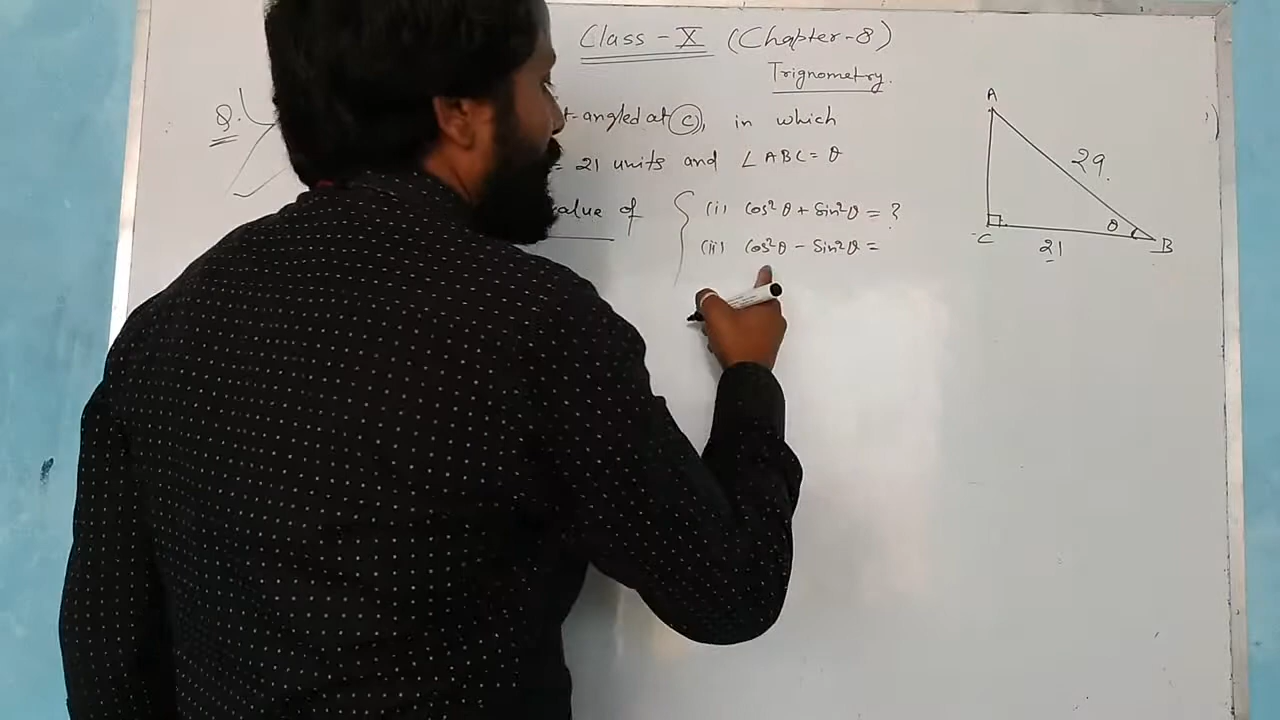 Class - X (Chapter-8)
Trignometry.
Q.
t-angled at C, in which
= 21 units and ∠ABC = θ
value of
(i) Cos²θ + Sin²θ = ?
(ii) Cos²θ - Sin²θ =
A
29.
θ
C
21
B